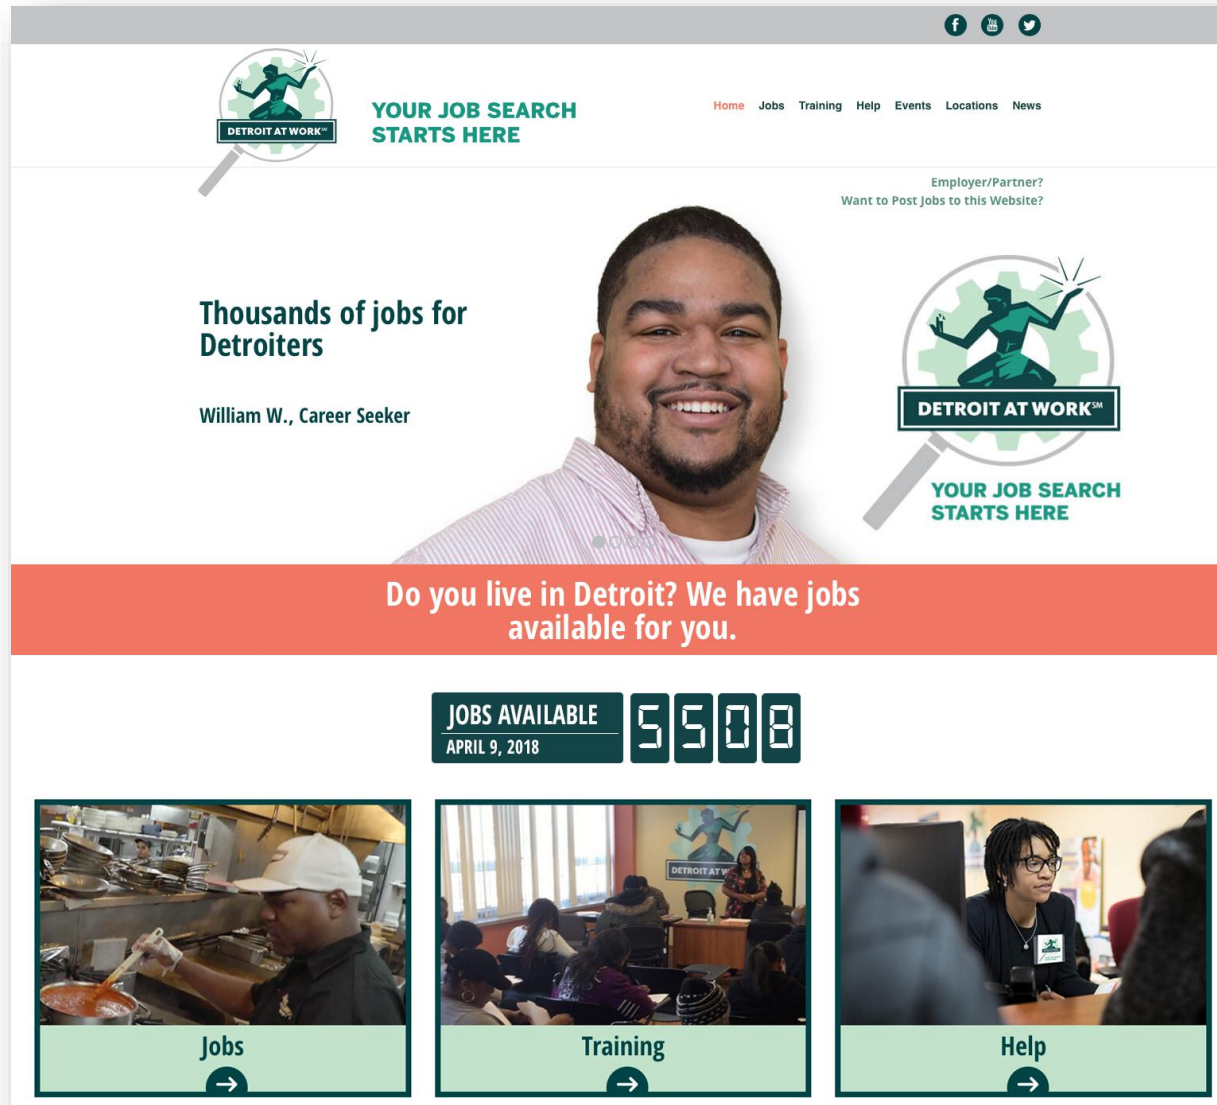 You
DETROIT AT WORK℠
YOUR JOB SEARCH
STARTS HERE
Home Jobs Training Help Events Locations News
Employer/Partner?
Want to Post Jobs to this Website?
Thousands of jobs for
Detroiters
William W., Career Seeker
DETROIT AT WORK℠
YOUR JOB SEARCH
STARTS HERE
Do you live in Detroit? We have jobs
available for you.
JOBS AVAILABLE
APRIL 9, 2018
5508
DETROIT AT W
Jobs
Training
Help